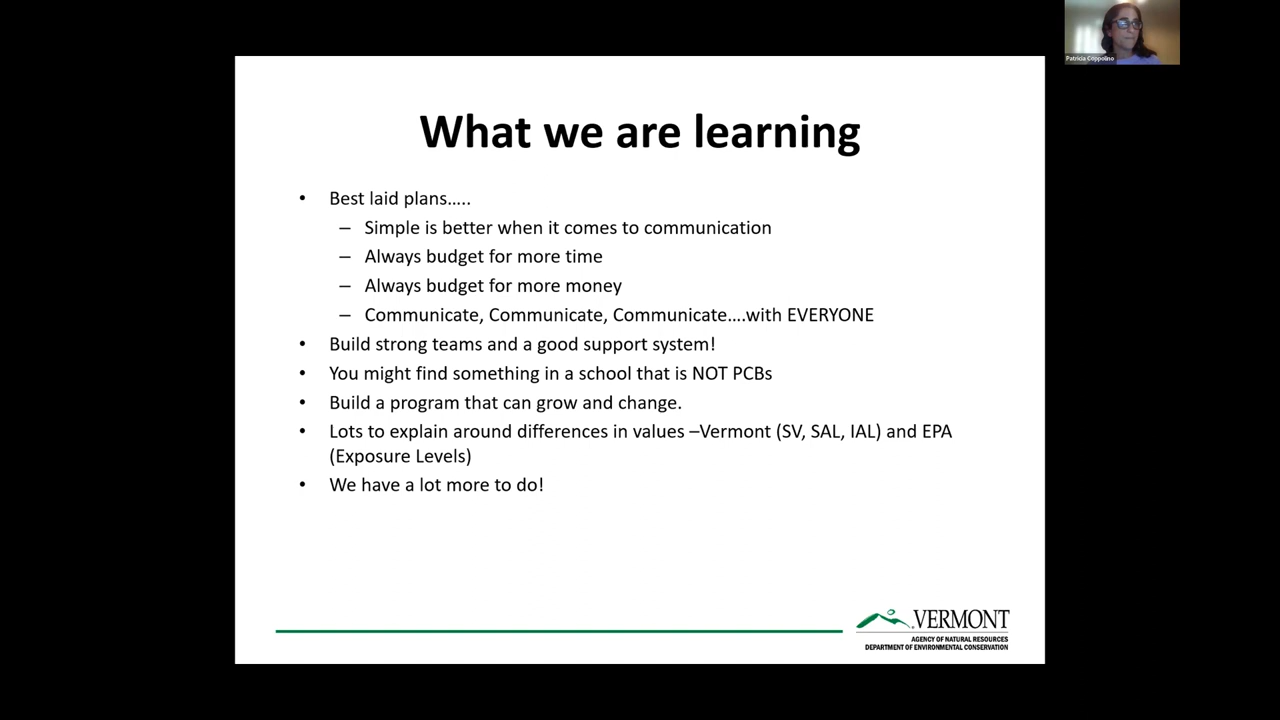 Patricia Coppolino
What we are learning
• Best laid plans…..
– Simple is better when it comes to communication
– Always budget for more time
– Always budget for more money
– Communicate, Communicate, Communicate….with EVERYONE
• Build strong teams and a good support system!
• You might find something in a school that is NOT PCBs
• Build a program that can grow and change.
• Lots to explain around differences in values –Vermont (SV, SAL, IAL) and EPA
(Exposure Levels)
• We have a lot more to do!
VERMONT
AGENCY OF NATURAL RESOURCES
DEPARTMENT OF ENVIRONMENTAL CONSERVATION